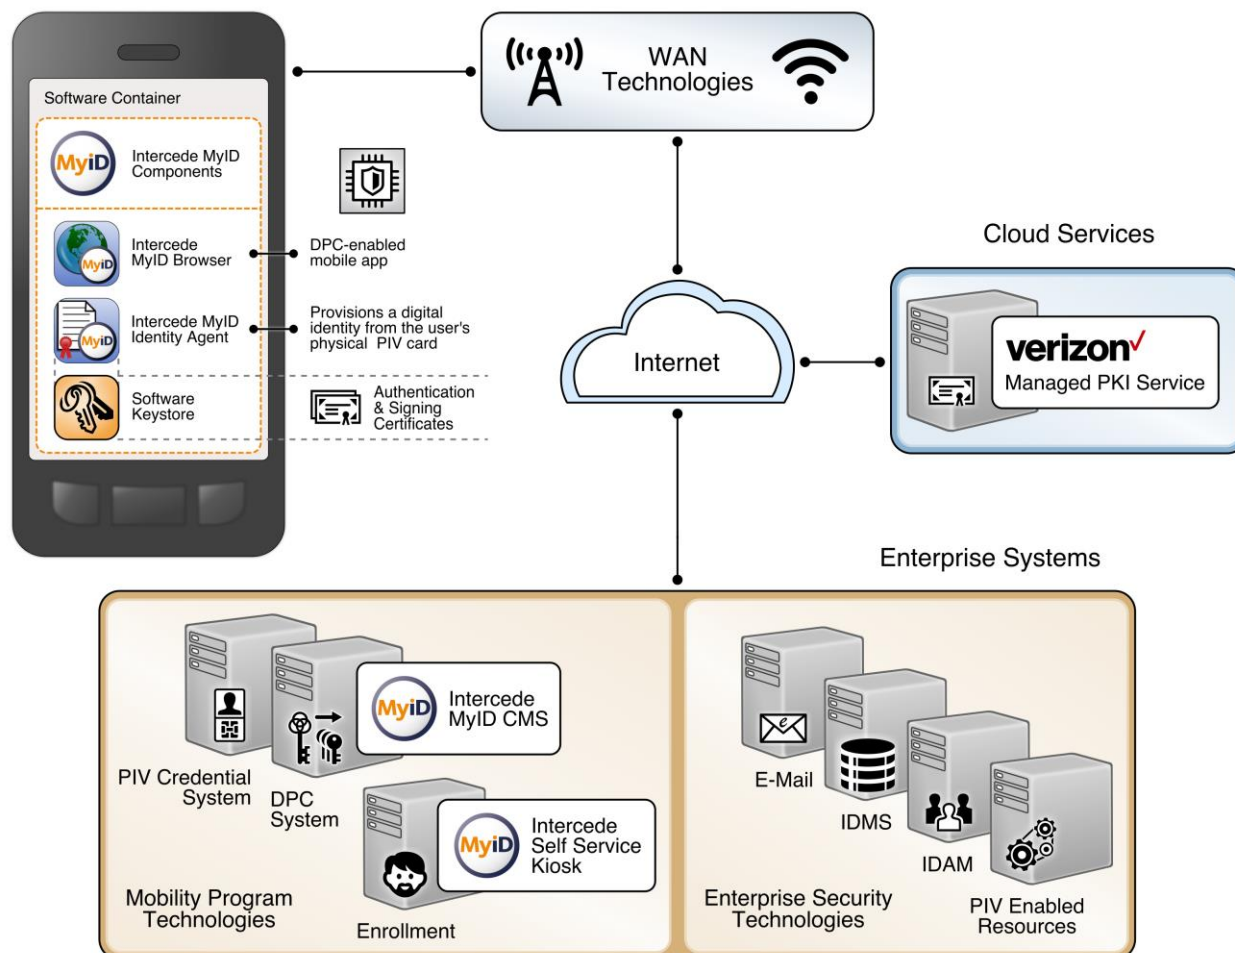 Software Container
MyiD
Intercede MyID
Components
MyiD
Intercede
MyID Browser
DPC-enabled
mobile app
MyiD
Intercede MyID
Identity Agent
Provisions a digital
identity from the user's
physical PIV card
Software
Keystore
Authentication
& Signing
Certificates
WAN
Technologies
Internet
Cloud Services
verizon✓
Managed PKI Service
Enterprise Systems
PIV Credential
System
DPC
System
MyiD
Intercede
MyID CMS
MyiD
Intercede
Self Service
Kiosk
Enrollment
Mobility Program
Technologies
e
E-Mail
IDMS
IDAM
PIV Enabled
Resources
Enterprise Security
Technologies